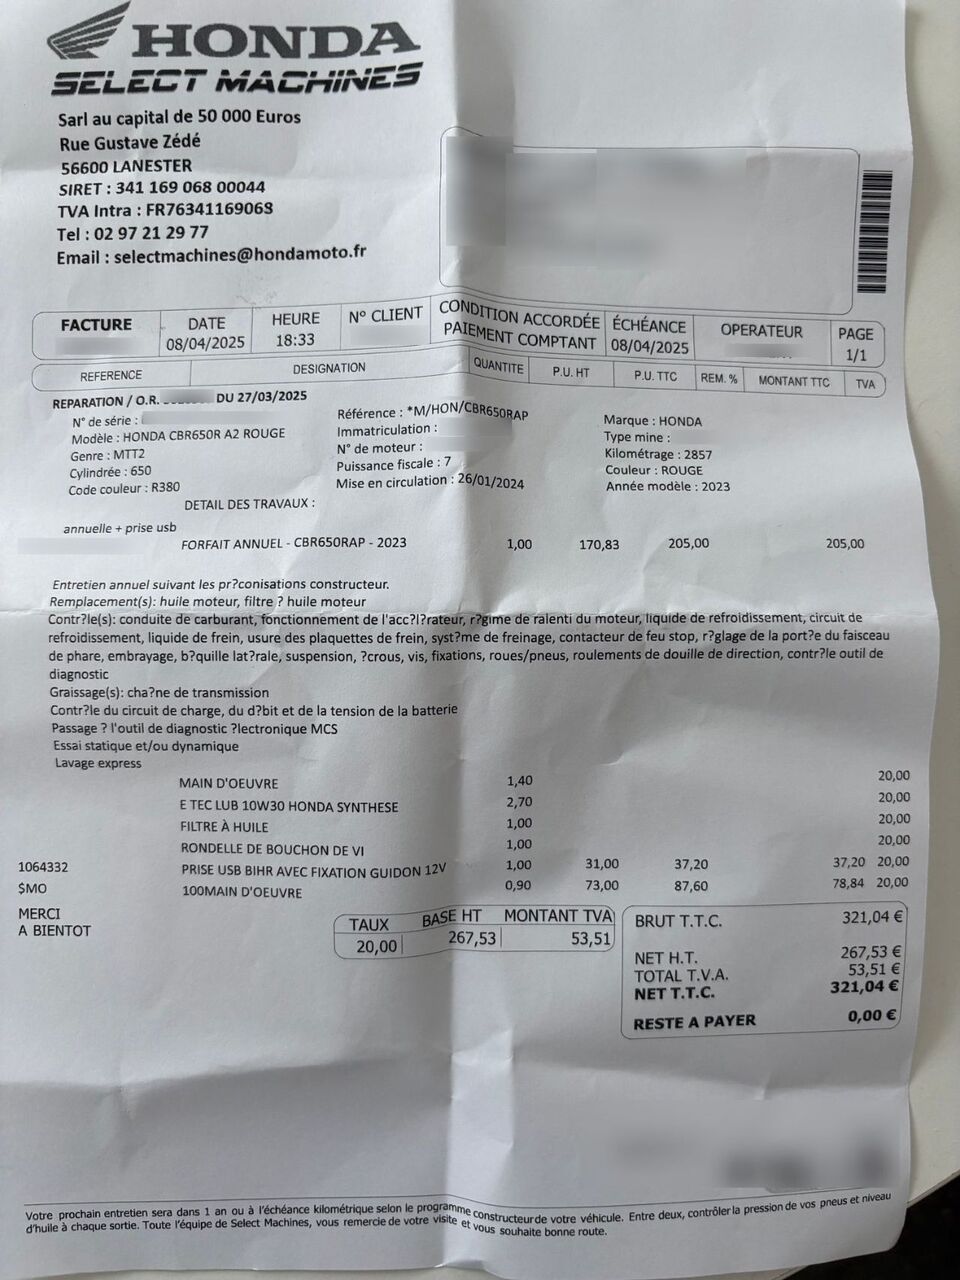 HONDA
SELECT MACHINES
Sarl au capital de 50 000 Euros
Rue Gustave Zédé
56600 LANESTER
SIRET : 341 169 068 00044
TVA Intra : FR76341169068
Tel : 02 97 21 29 77
Email : selectmachines@hondamoto.fr
FACTURE DATE HEURE N° CLIENT CONDITION ACCORDÉE ÉCHÉANCE OPERATEUR PAGE
08/04/2025 18:33 PAIEMENT COMPTANT 08/04/2025 1/1
REFERENCE DESIGNATION QUANTITE P.U. HT P.U. TTC REM. % MONTANT TTC TVA
REPARATION / O.R. DU 27/03/2025
N° de série : Référence : *M/HON/CBR650RAP Marque : HONDA
Modèle : HONDA CBR650R A2 ROUGE Immatriculation : Type mine :
Genre : MTT2 N° de moteur : Kilométrage : 2857
Cylindrée : 650 Puissance fiscale : 7 Couleur : ROUGE
Code couleur : R380 Mise en circulation : 26/01/2024 Année modèle : 2023
DETAIL DES TRAVAUX :
annuelle + prise usb
FORFAIT ANNUEL - CBR650RAP - 2023 1,00 170,83 205,00 205,00
Entretien annuel suivant les pr?conisations constructeur.
Remplacement(s): huile moteur, filtre ? huile moteur
Contr?le(s): conduite de carburant, fonctionnement de l'acc?l?rateur, r?gime de ralenti du moteur, liquide de refroidissement, circuit de
refroidissement, liquide de frein, usure des plaquettes de frein, syst?me de freinage, contacteur de feu stop, r?glage de la port?e du faisceau
de phare, embrayage, b?quille lat?rale, suspension, ?crous, vis, fixations, roues/pneus, roulements de douille de direction, contr?le outil de
diagnostic
Graissage(s): cha?ne de transmission
Contr?le du circuit de charge, du d?bit et de la tension de la batterie
Passage ? l'outil de diagnostic ?lectronique MCS
Essai statique et/ou dynamique
Lavage express
MAIN D'OEUVRE 1,40 20,00
E TEC LUB 10W30 HONDA SYNTHESE 2,70 20,00
FILTRE À HUILE 1,00 20,00
RONDELLE DE BOUCHON DE VI 1,00 20,00
1064332 PRISE USB BIHR AVEC FIXATION GUIDON 12V 1,00 31,00 37,20 37,20 20,00
$MO 100MAIN D'OEUVRE 0,90 73,00 87,60 78,84 20,00
MERCI
A BIENTOT
TAUX BASE HT MONTANT TVA
20,00 267,53 53,51
BRUT T.T.C. 321,04 €
NET H.T. 267,53 €
TOTAL T.V.A. 53,51 €
NET T.T.C. 321,04 €
RESTE A PAYER 0,00 €
Votre prochain entretien sera dans 1 an ou à l'échéance kilométrique selon le programme constructeur de votre véhicule. Entre deux, contrôler la pression de vos pneus et niveau
d'huile à chaque sortie. Toute l'équipe de Select Machines, vous remercie de votre visite et vous souhaite bonne route.